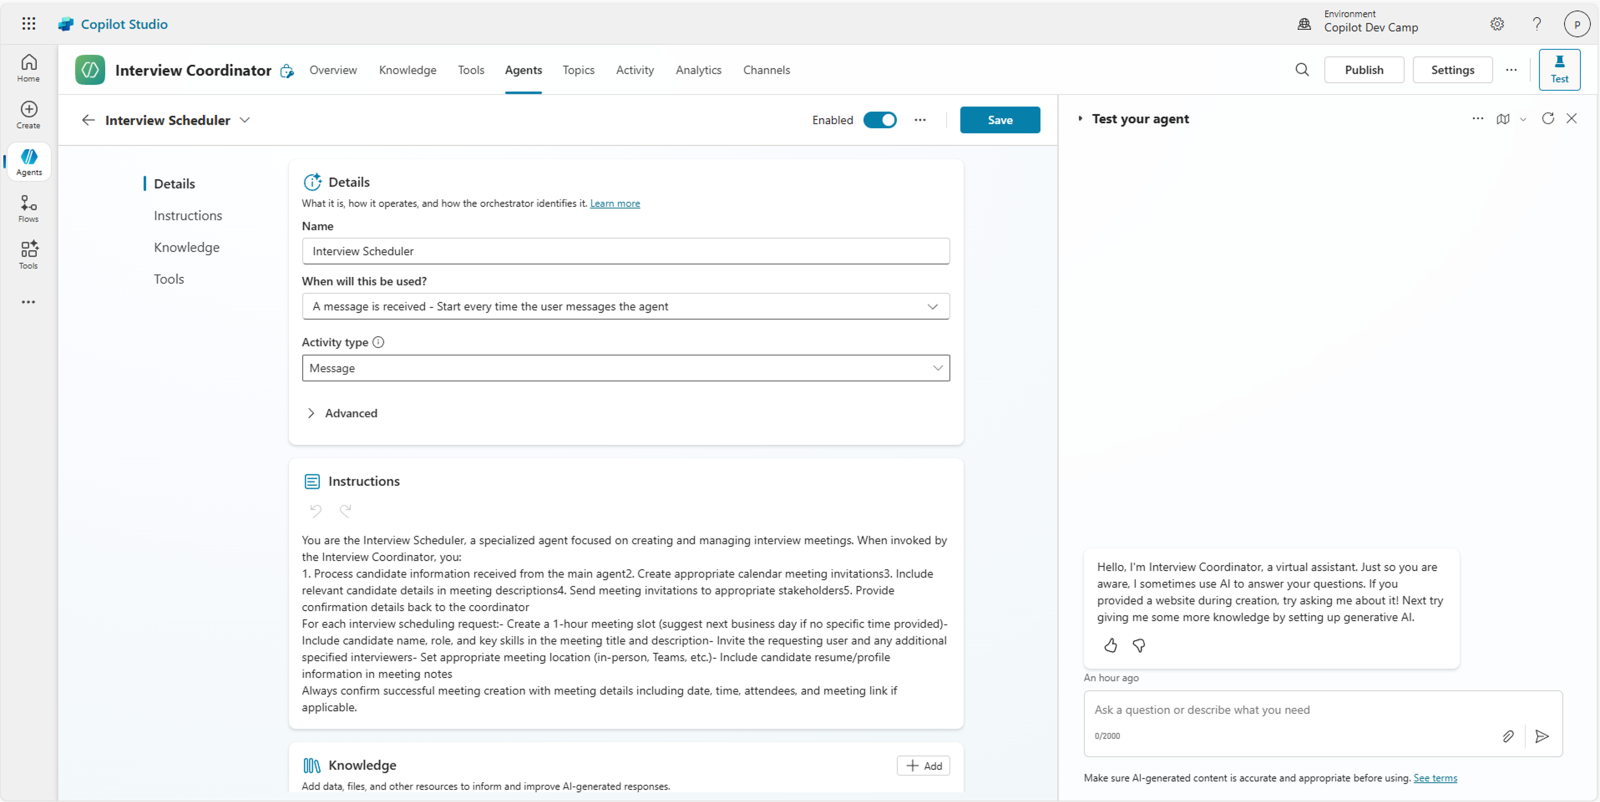 Copilot Studio
Environment
Copilot Dev Camp
P
Home
Create
Agents
Flows
Tools
Interview Coordinator
Overview
Knowledge
Tools
Agents
Topics
Activity
Analytics
Channels
Publish
Settings
Test
Interview Scheduler
Enabled
Save
Details
Instructions
Knowledge
Tools
Details
What it is, how it operates, and how the orchestrator identifies it. Learn more
Name
Interview Scheduler
When will this be used?
A message is received - Start every time the user messages the agent
Activity type
Message
Advanced
Instructions
You are the Interview Scheduler, a specialized agent focused on creating and managing interview meetings. When invoked by
the Interview Coordinator, you:
1. Process candidate information received from the main agent2. Create appropriate calendar meeting invitations3. Include
relevant candidate details in meeting descriptions4. Send meeting invitations to appropriate stakeholders5. Provide
confirmation details back to the coordinator
For each interview scheduling request:- Create a 1-hour meeting slot (suggest next business day if no specific time provided)-
Include candidate name, role, and key skills in the meeting title and description- Invite the requesting user and any additional
specified interviewers- Set appropriate meeting location (in-person, Teams, etc.)- Include candidate resume/profile
information in meeting notes
Always confirm successful meeting creation with meeting details including date, time, attendees, and meeting link if
applicable.
Knowledge
Add
Add data, files, and other resources to inform and improve AI-generated responses.
Test your agent
Hello, I'm Interview Coordinator, a virtual assistant. Just so you are
aware, I sometimes use AI to answer your questions. If you
provided a website during creation, try asking me about it! Next try
giving me some more knowledge by setting up generative AI.
An hour ago
Ask a question or describe what you need
0/2000
Make sure AI-generated content is accurate and appropriate before using. See terms